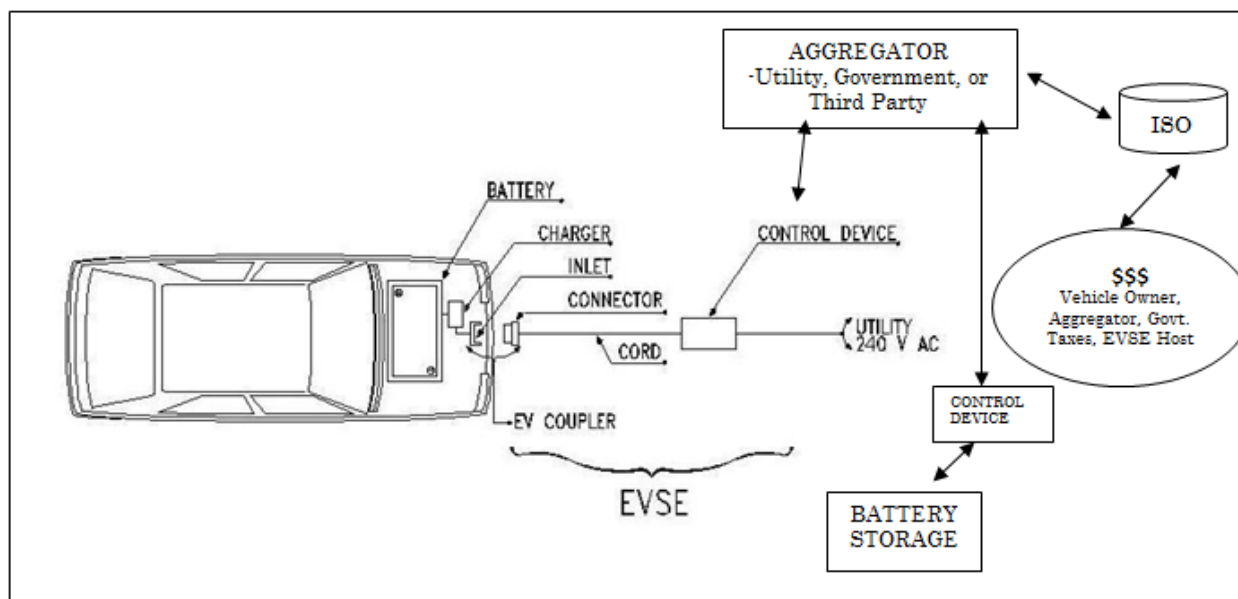 AGGREGATOR
-Utility, Government, or
Third Party
ISO
BATTERY
CHARGER
INLET
CONNECTOR
CONTROL DEVICE
CORD
UTILITY
240 V AC
EV COUPLER
EVSE
$$$
Vehicle Owner,
Aggregator, Govt.
Taxes, EVSE Host
CONTROL
DEVICE
BATTERY
STORAGE